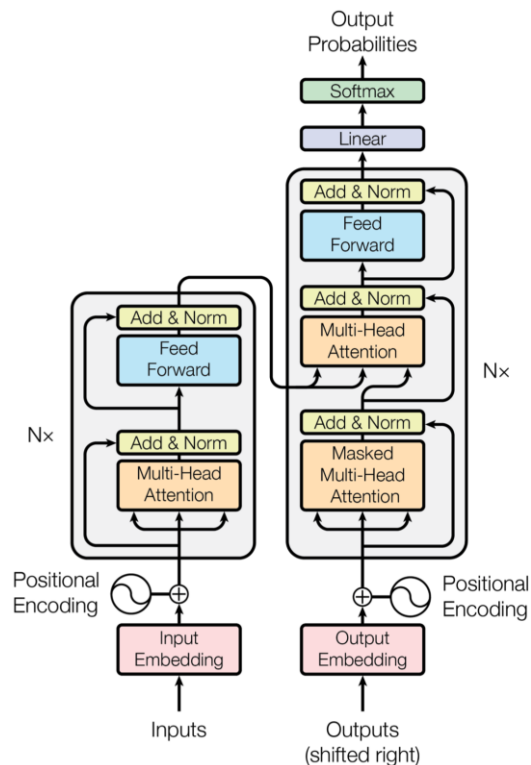 Output
Probabilities
Softmax
Linear
Add & Norm
Feed
Forward
Add & Norm
Multi-Head
Attention
Nx
Add & Norm
Masked
Multi-Head
Attention
Add & Norm
Feed
Forward
Nx
Add & Norm
Multi-Head
Attention
Positional
Encoding
Positional
Encoding
Input
Embedding
Output
Embedding
Inputs
Outputs
(shifted right)